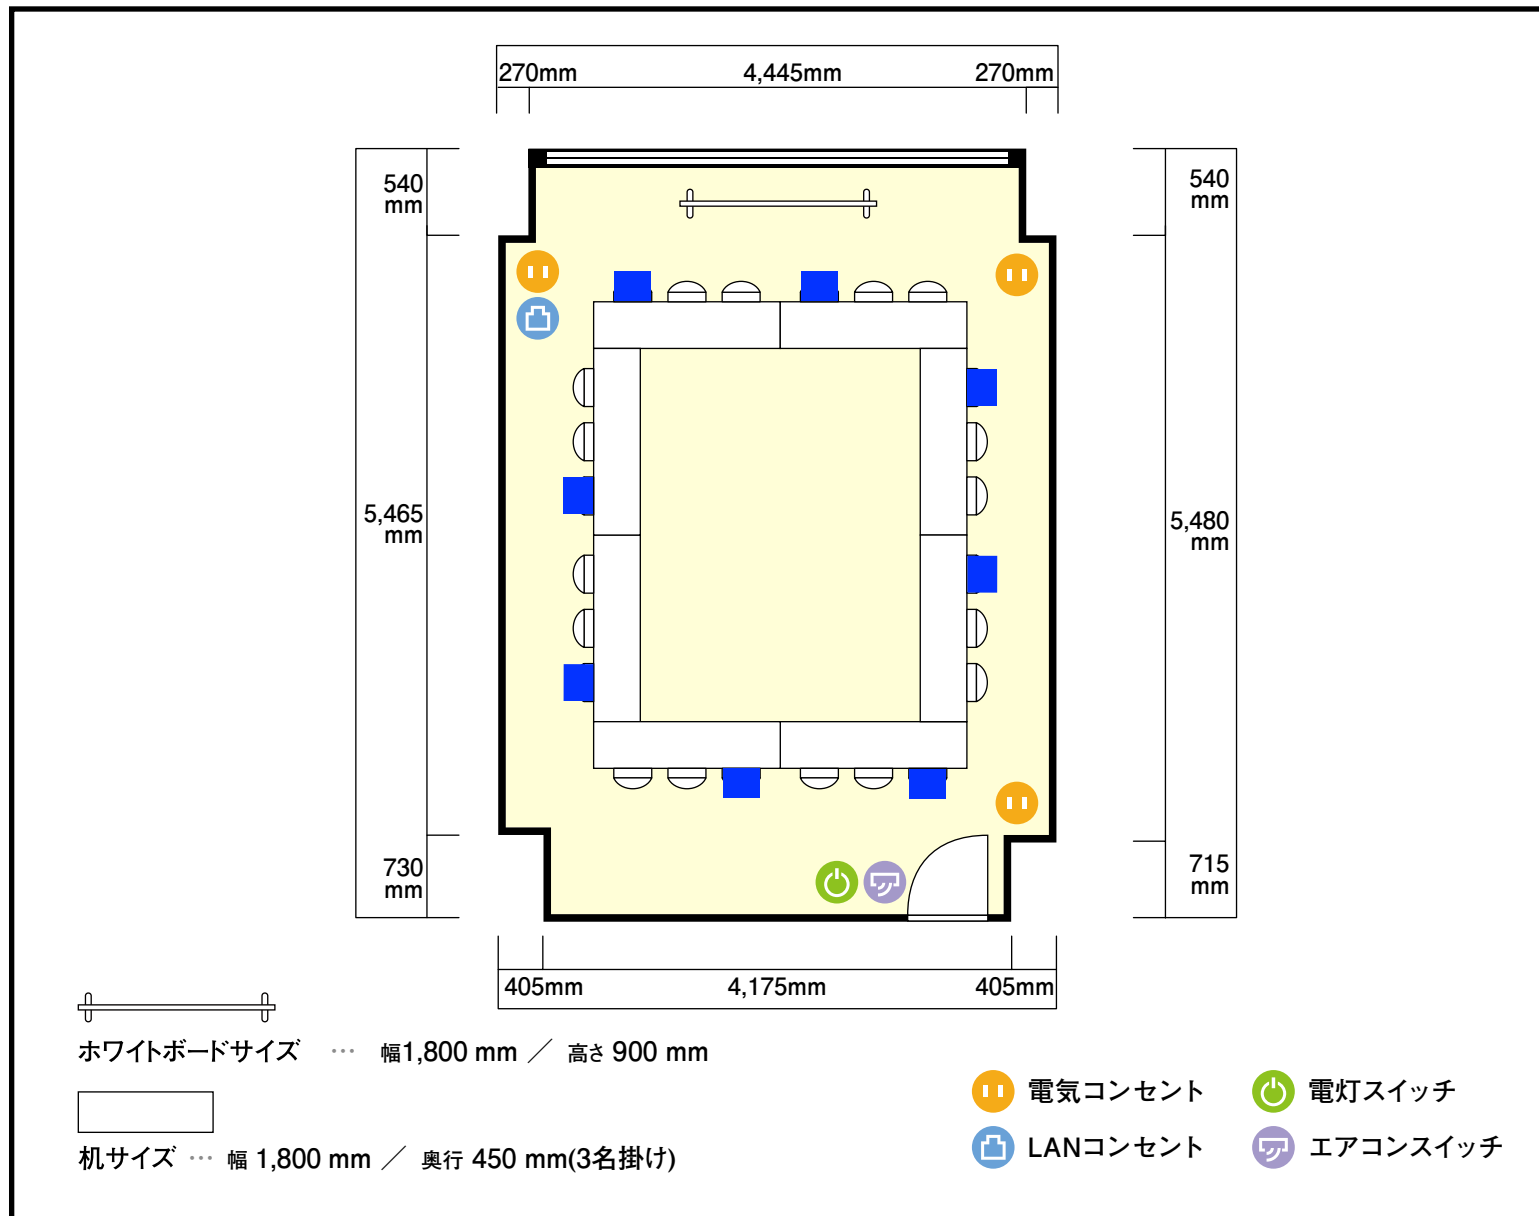 270mm 4,445mm 270mm
540
mm
540
mm
5,465
mm
5,480
mm
730
mm
715
mm
405mm 4,175mm 405mm
ホワイトボードサイズ … 幅1,800 mm ／ 高さ 900 mm
机サイズ … 幅 1,800 mm ／ 奥行 450 mm(3名掛け)
電気コンセント
電灯スイッチ
LANコンセント
エアコンスイッチ